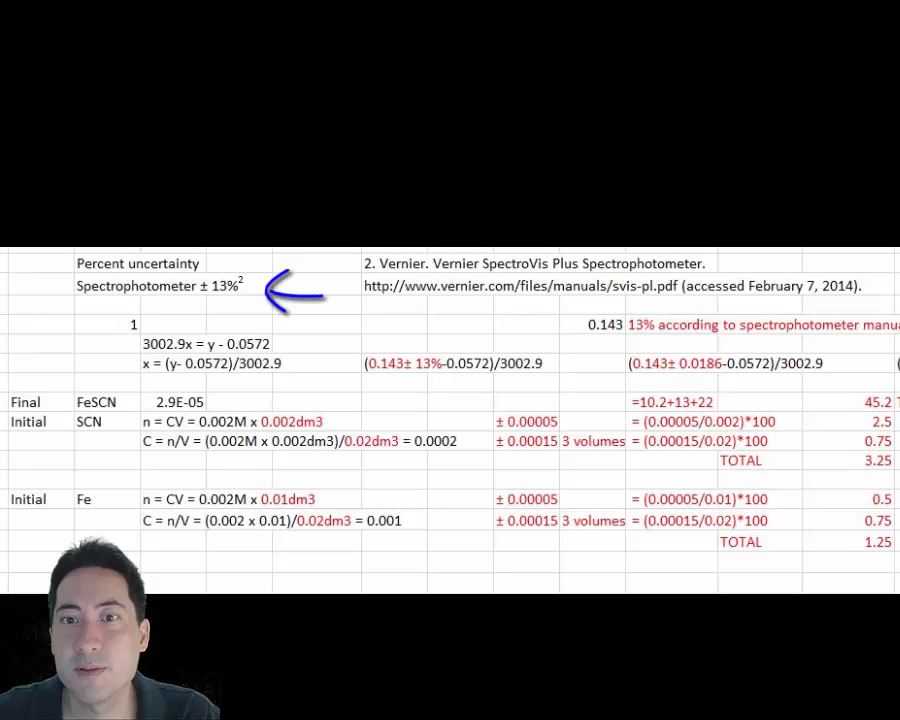 Percent uncertainty 2. Vernier. Vernier SpectroVis Plus Spectrophotometer.
Spectrophotometer ± 13%² http://www.vernier.com/files/manuals/svis-pl.pdf (accessed February 7, 2014).
1 0.143 13% according to spectrophotometer manua
3002.9x = y - 0.0572
x = (y- 0.0572)/3002.9 (0.143± 13%-0.0572)/3002.9 (0.143± 0.0186-0.0572)/3002.9 (
Final FeSCN 2.9E-05 =10.2+13+22 45.2 T
Initial SCN n = CV = 0.002M x 0.002dm3 ± 0.00005 = (0.00005/0.002)*100 2.5
C = n/V = (0.002M x 0.002dm3)/0.02dm3 = 0.0002 ± 0.00015 3 volumes = (0.00015/0.02)*100 0.75
TOTAL 3.25
Initial Fe n = CV = 0.002M x 0.01dm3 ± 0.00005 = (0.00005/0.01)*100 0.5
C = n/V = (0.002 x 0.01)/0.02dm3 = 0.001 ± 0.00015 3 volumes = (0.00015/0.02)*100 0.75
TOTAL 1.25